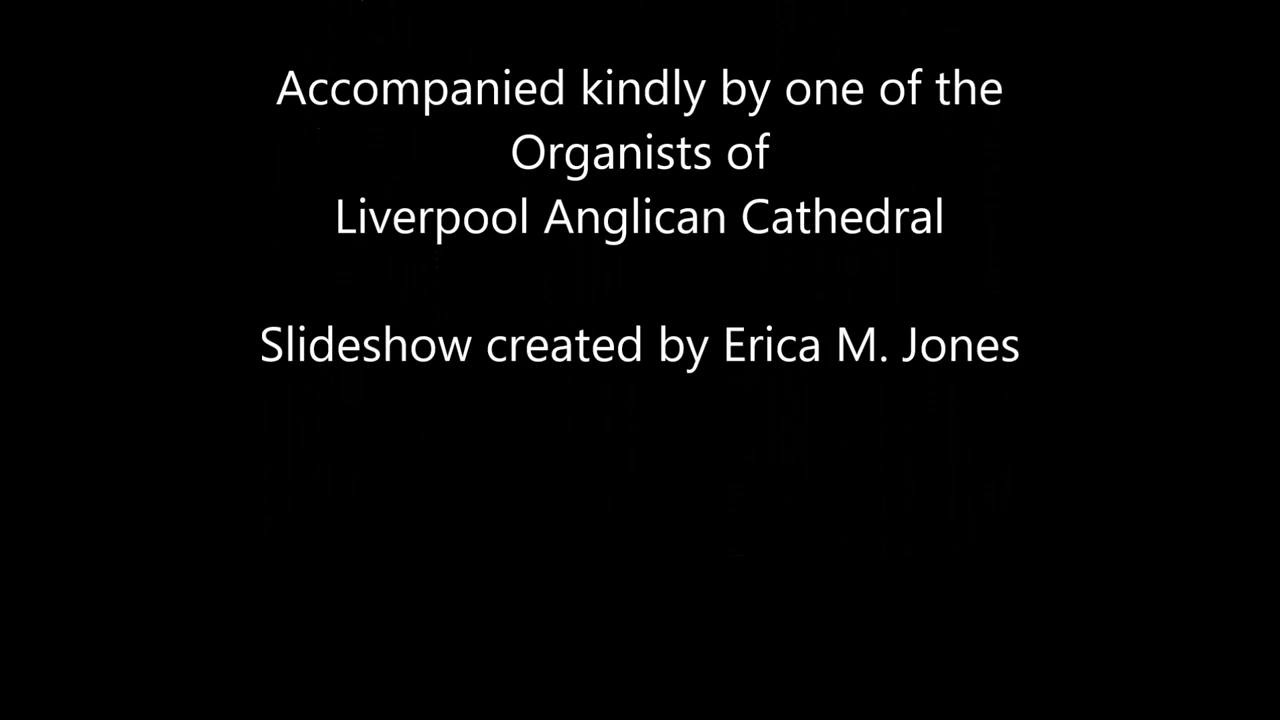 Accompanied kindly by one of the
Organists of
Liverpool Anglican Cathedral
Slideshow created by Erica M. Jones